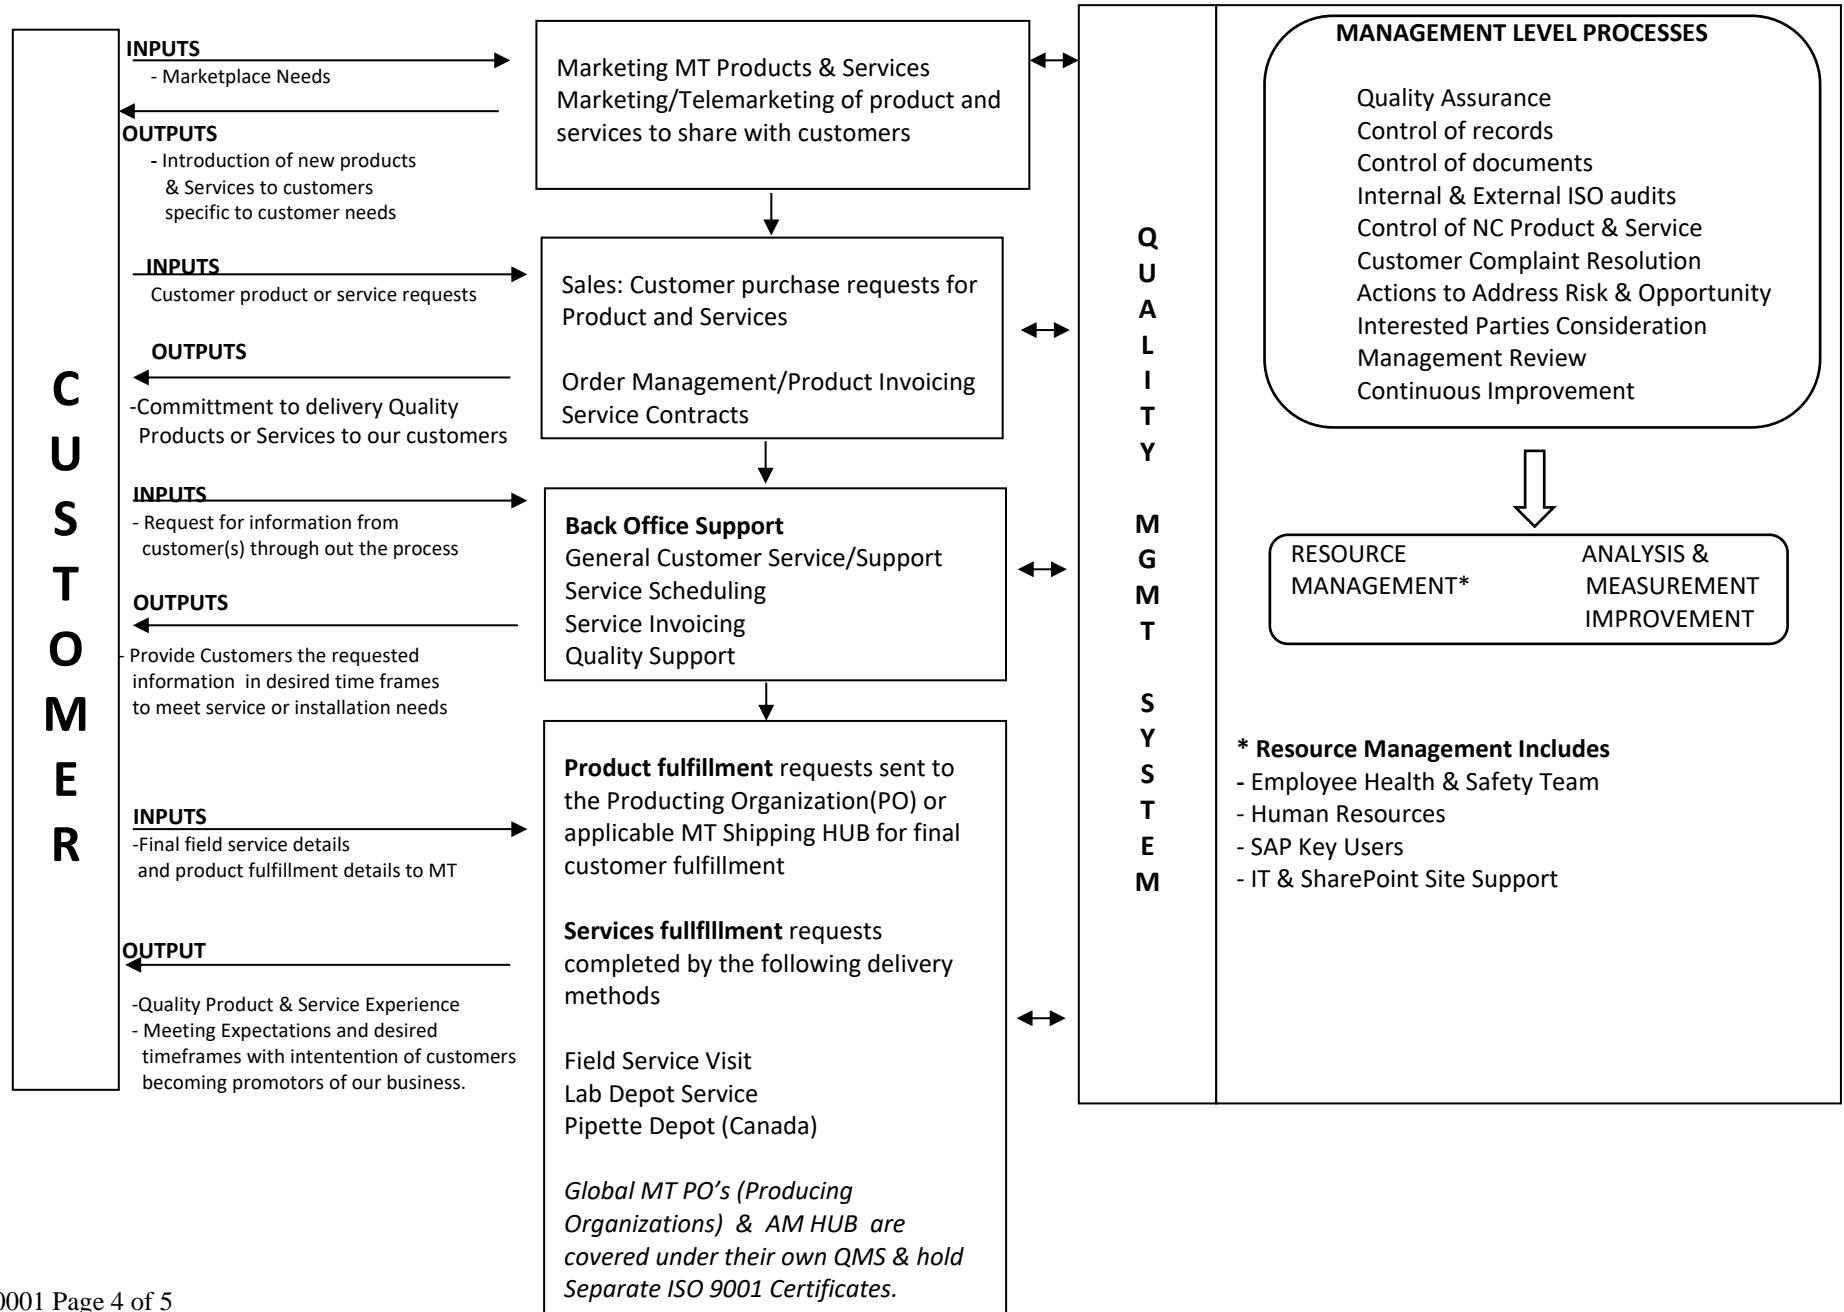 C
U
S
T
O
M
E
R
INPUTS
- Marketplace Needs
OUTPUTS
- Introduction of new products
& Services to customers
specific to customer needs
INPUTS
Customer product or service requests
OUTPUTS
-Committment to delivery Quality
Products or Services to our customers
INPUTS
- Request for information from
customer(s) through out the process
OUTPUTS
- Provide Customers the requested
information in desired time frames
to meet service or installation needs
INPUTS
-Final field service details
and product fulfillment details to MT
OUTPUT
-Quality Product & Service Experience
- Meeting Expectations and desired
timeframes with intentention of customers
becoming promotors of our business.
Marketing MT Products & Services
Marketing/Telemarketing of product and
services to share with customers
Sales: Customer purchase requests for
Product and Services
Order Management/Product Invoicing
Service Contracts
Back Office Support
General Customer Service/Support
Service Scheduling
Service Invoicing
Quality Support
Product fulfillment requests sent to
the Producting Organization(PO) or
applicable MT Shipping HUB for final
customer fulfillment
Services fullflllment requests
completed by the following delivery
methods
Field Service Visit
Lab Depot Service
Pipette Depot (Canada)
Global MT PO’s (Producing
Organizations) & AM HUB are
covered under their own QMS & hold
Separate ISO 9001 Certificates.
Q
U
A
L
I
T
Y
M
G
M
T
S
Y
S
T
E
M
MANAGEMENT LEVEL PROCESSES
Quality Assurance
Control of records
Control of documents
Internal & External ISO audits
Control of NC Product & Service
Customer Complaint Resolution
Actions to Address Risk & Opportunity
Interested Parties Consideration
Management Review
Continuous Improvement
RESOURCE
MANAGEMENT*
ANALYSIS &
MEASUREMENT
IMPROVEMENT
* Resource Management Includes
- Employee Health & Safety Team
- Human Resources
- SAP Key Users
- IT & SharePoint Site Support
0001 Page 4 of 5